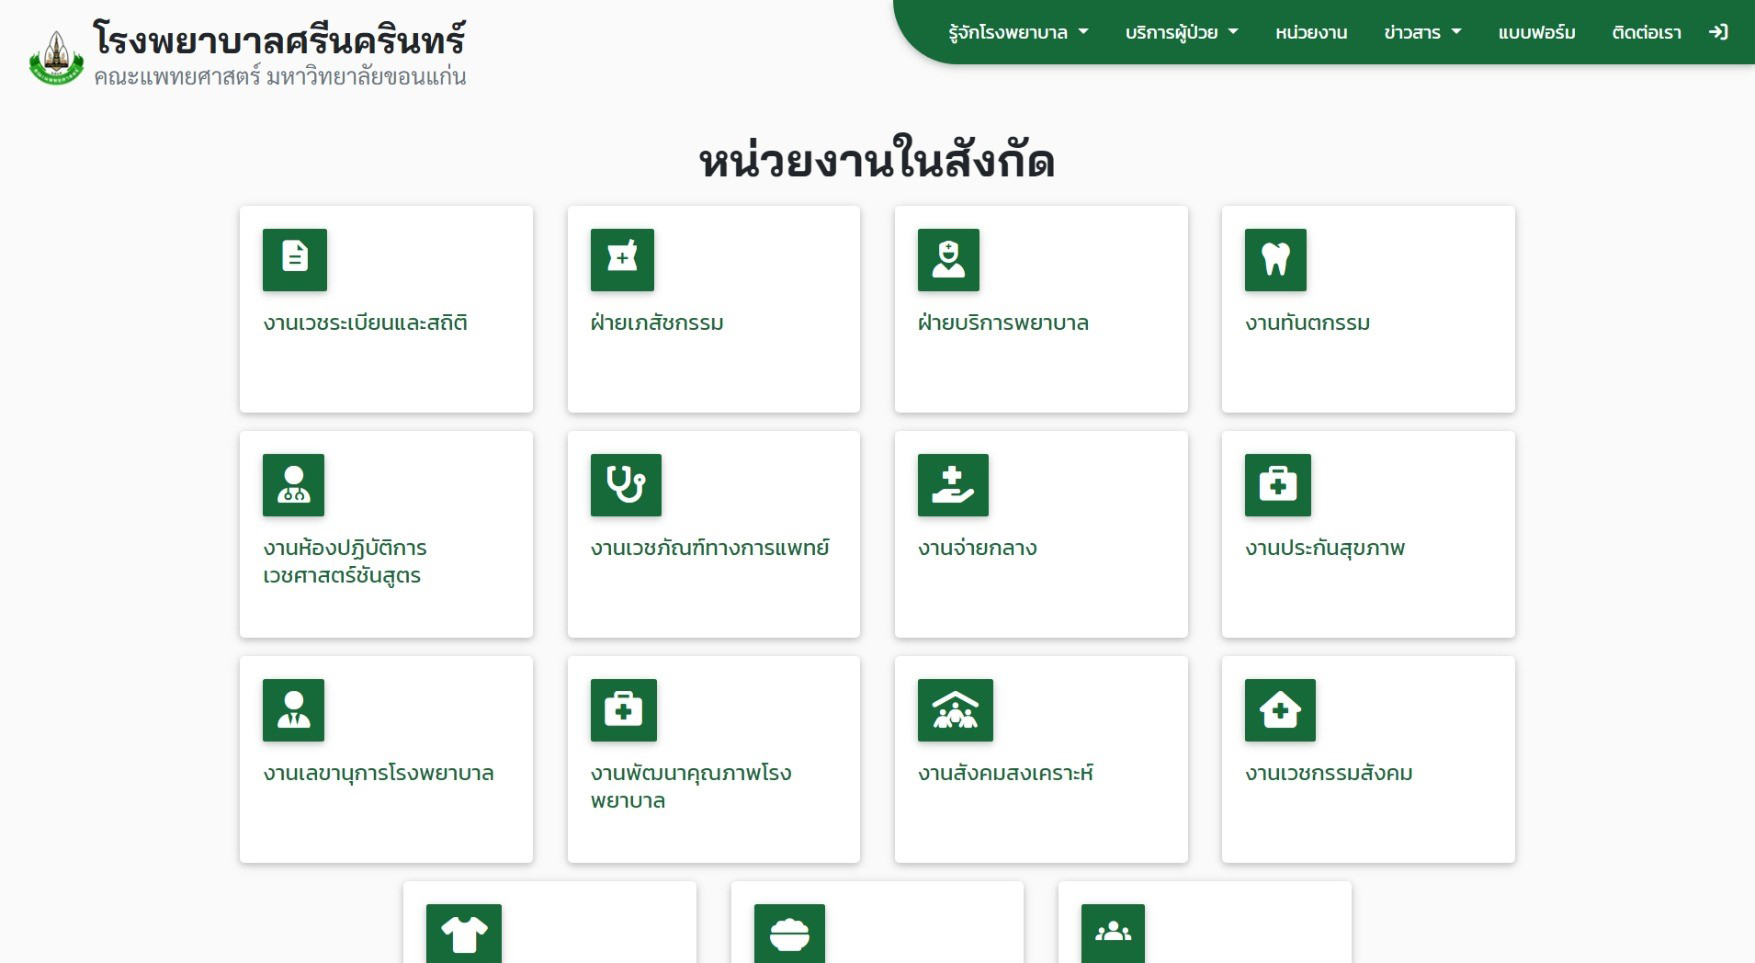 โรงพยาบาลศรีนครินทร์
คณะแพทยศาสตร์ มหาวิทยาลัยขอนแก่น
รู้จักโรงพยาบาล
บริการผู้ป่วย
หน่วยงาน
ข่าวสาร
แบบฟอร์ม
ติดต่อเรา
หน่วยงานในสังกัด
งานเวชระเบียนและสถิติ
ฝ่ายเภสัชกรรม
ฝ่ายบริการพยาบาล
งานทันตกรรม
งานห้องปฏิบัติการ
เวชศาสตร์ชันสูตร
งานเวชภัณฑ์ทางการแพทย์
งานจ่ายกลาง
งานประกันสุขภาพ
งานเลขานุการโรงพยาบาล
งานพัฒนาคุณภาพโรง
พยาบาล
งานสังคมสงเคราะห์
งานเวชกรรมสังคม